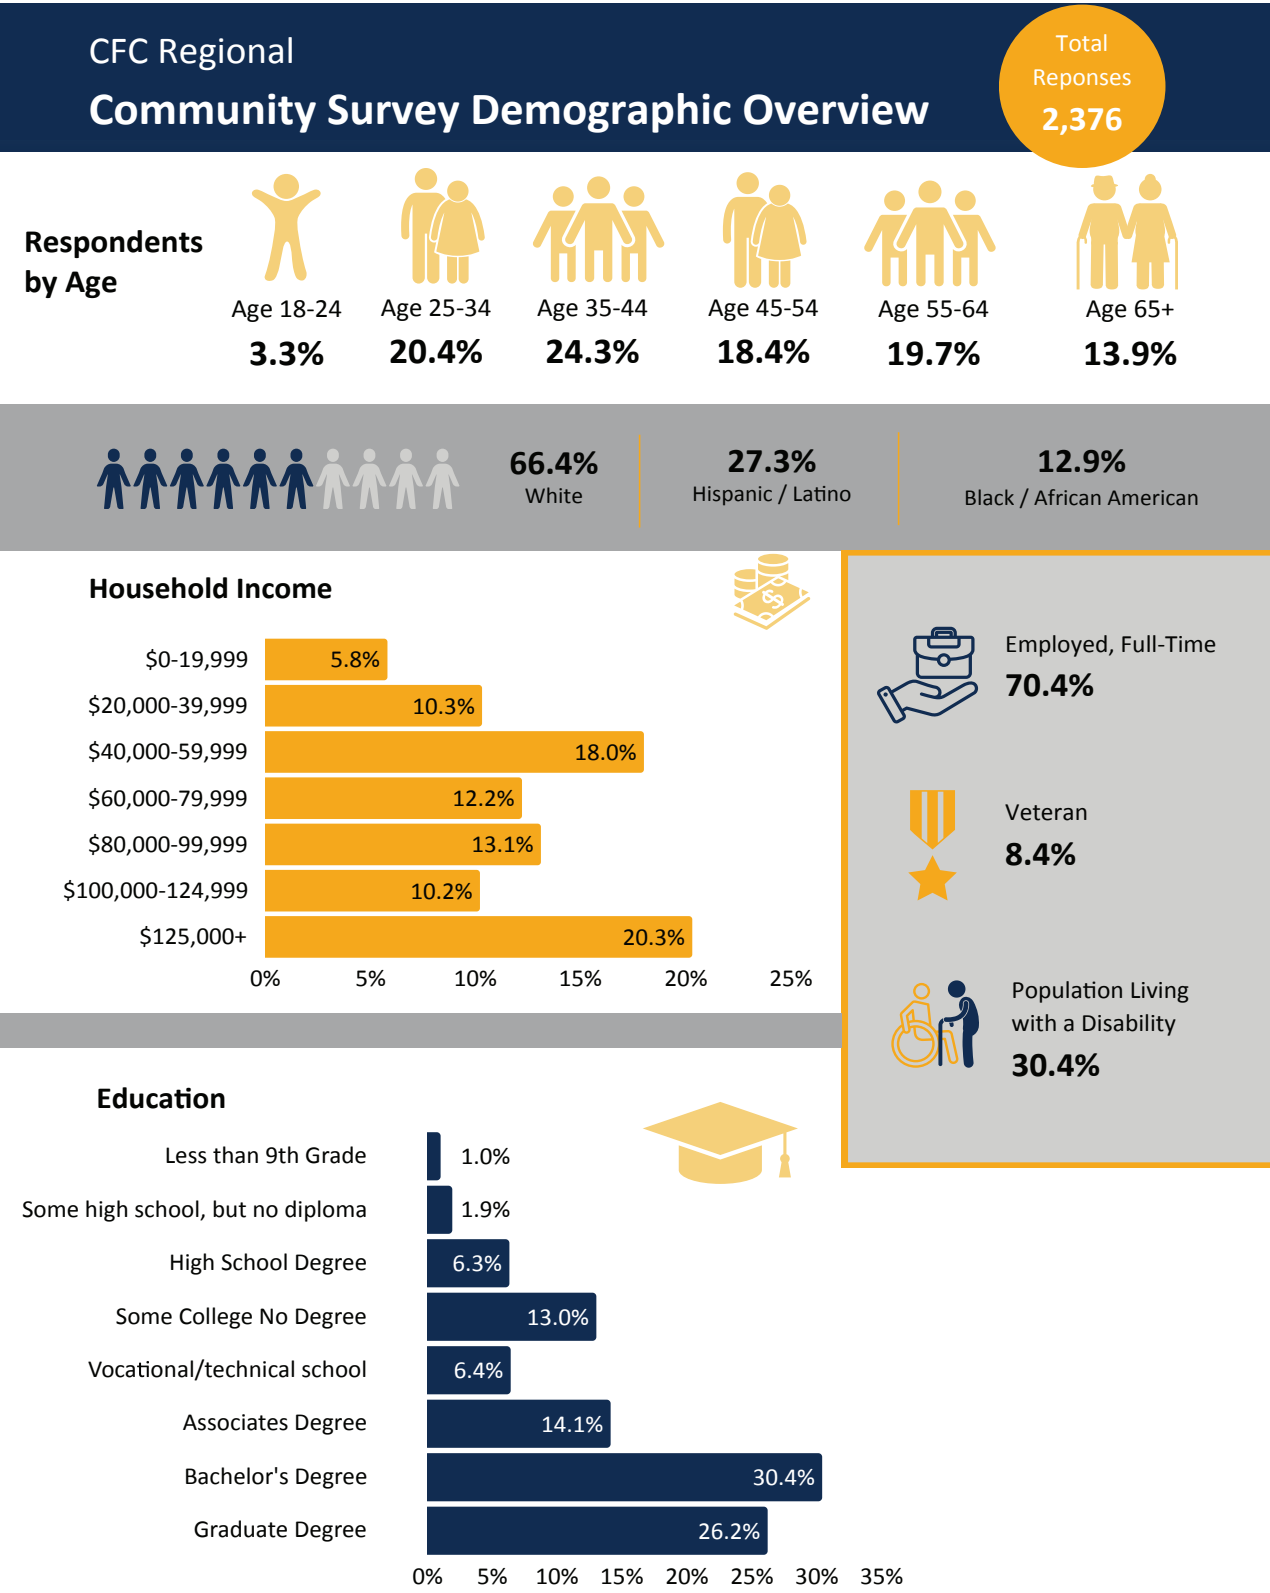 CFC Regional
Community Survey Demographic Overview
Total
Reponses
2,376
Respondents
by Age
Age 18-24
3.3%
Age 25-34
20.4%
Age 35-44
24.3%
Age 45-54
18.4%
Age 55-64
19.7%
Age 65+
13.9%
66.4%
White
27.3%
Hispanic / Latino
12.9%
Black / African American
Household Income
$0-19,999 5.8%
$20,000-39,999 10.3%
$40,000-59,999 18.0%
$60,000-79,999 12.2%
$80,000-99,999 13.1%
$100,000-124,999 10.2%
$125,000+ 20.3%
0% 5% 10% 15% 20% 25%
$
Employed, Full-Time
70.4%
Veteran
8.4%
Population Living
with a Disability
30.4%
Education
Less than 9th Grade 1.0%
Some high school, but no diploma 1.9%
High School Degree 6.3%
Some College No Degree 13.0%
Vocational/technical school 6.4%
Associates Degree 14.1%
Bachelor's Degree 30.4%
Graduate Degree 26.2%
0% 5% 10% 15% 20% 25% 30% 35%